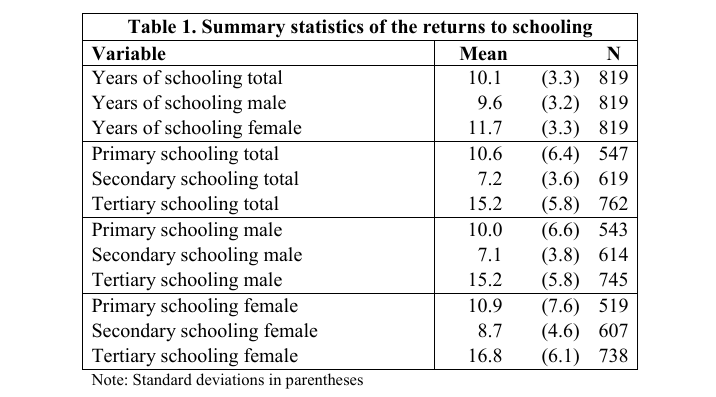 Table 1. Summary statistics of the returns to schooling
Variable Mean N
Years of schooling total 10.1 (3.3) 819
Years of schooling male 9.6 (3.2) 819
Years of schooling female 11.7 (3.3) 819
Primary schooling total 10.6 (6.4) 547
Secondary schooling total 7.2 (3.6) 619
Tertiary schooling total 15.2 (5.8) 762
Primary schooling male 10.0 (6.6) 543
Secondary schooling male 7.1 (3.8) 614
Tertiary schooling male 15.2 (5.8) 745
Primary schooling female 10.9 (7.6) 519
Secondary schooling female 8.7 (4.6) 607
Tertiary schooling female 16.8 (6.1) 738
Note: Standard deviations in parentheses